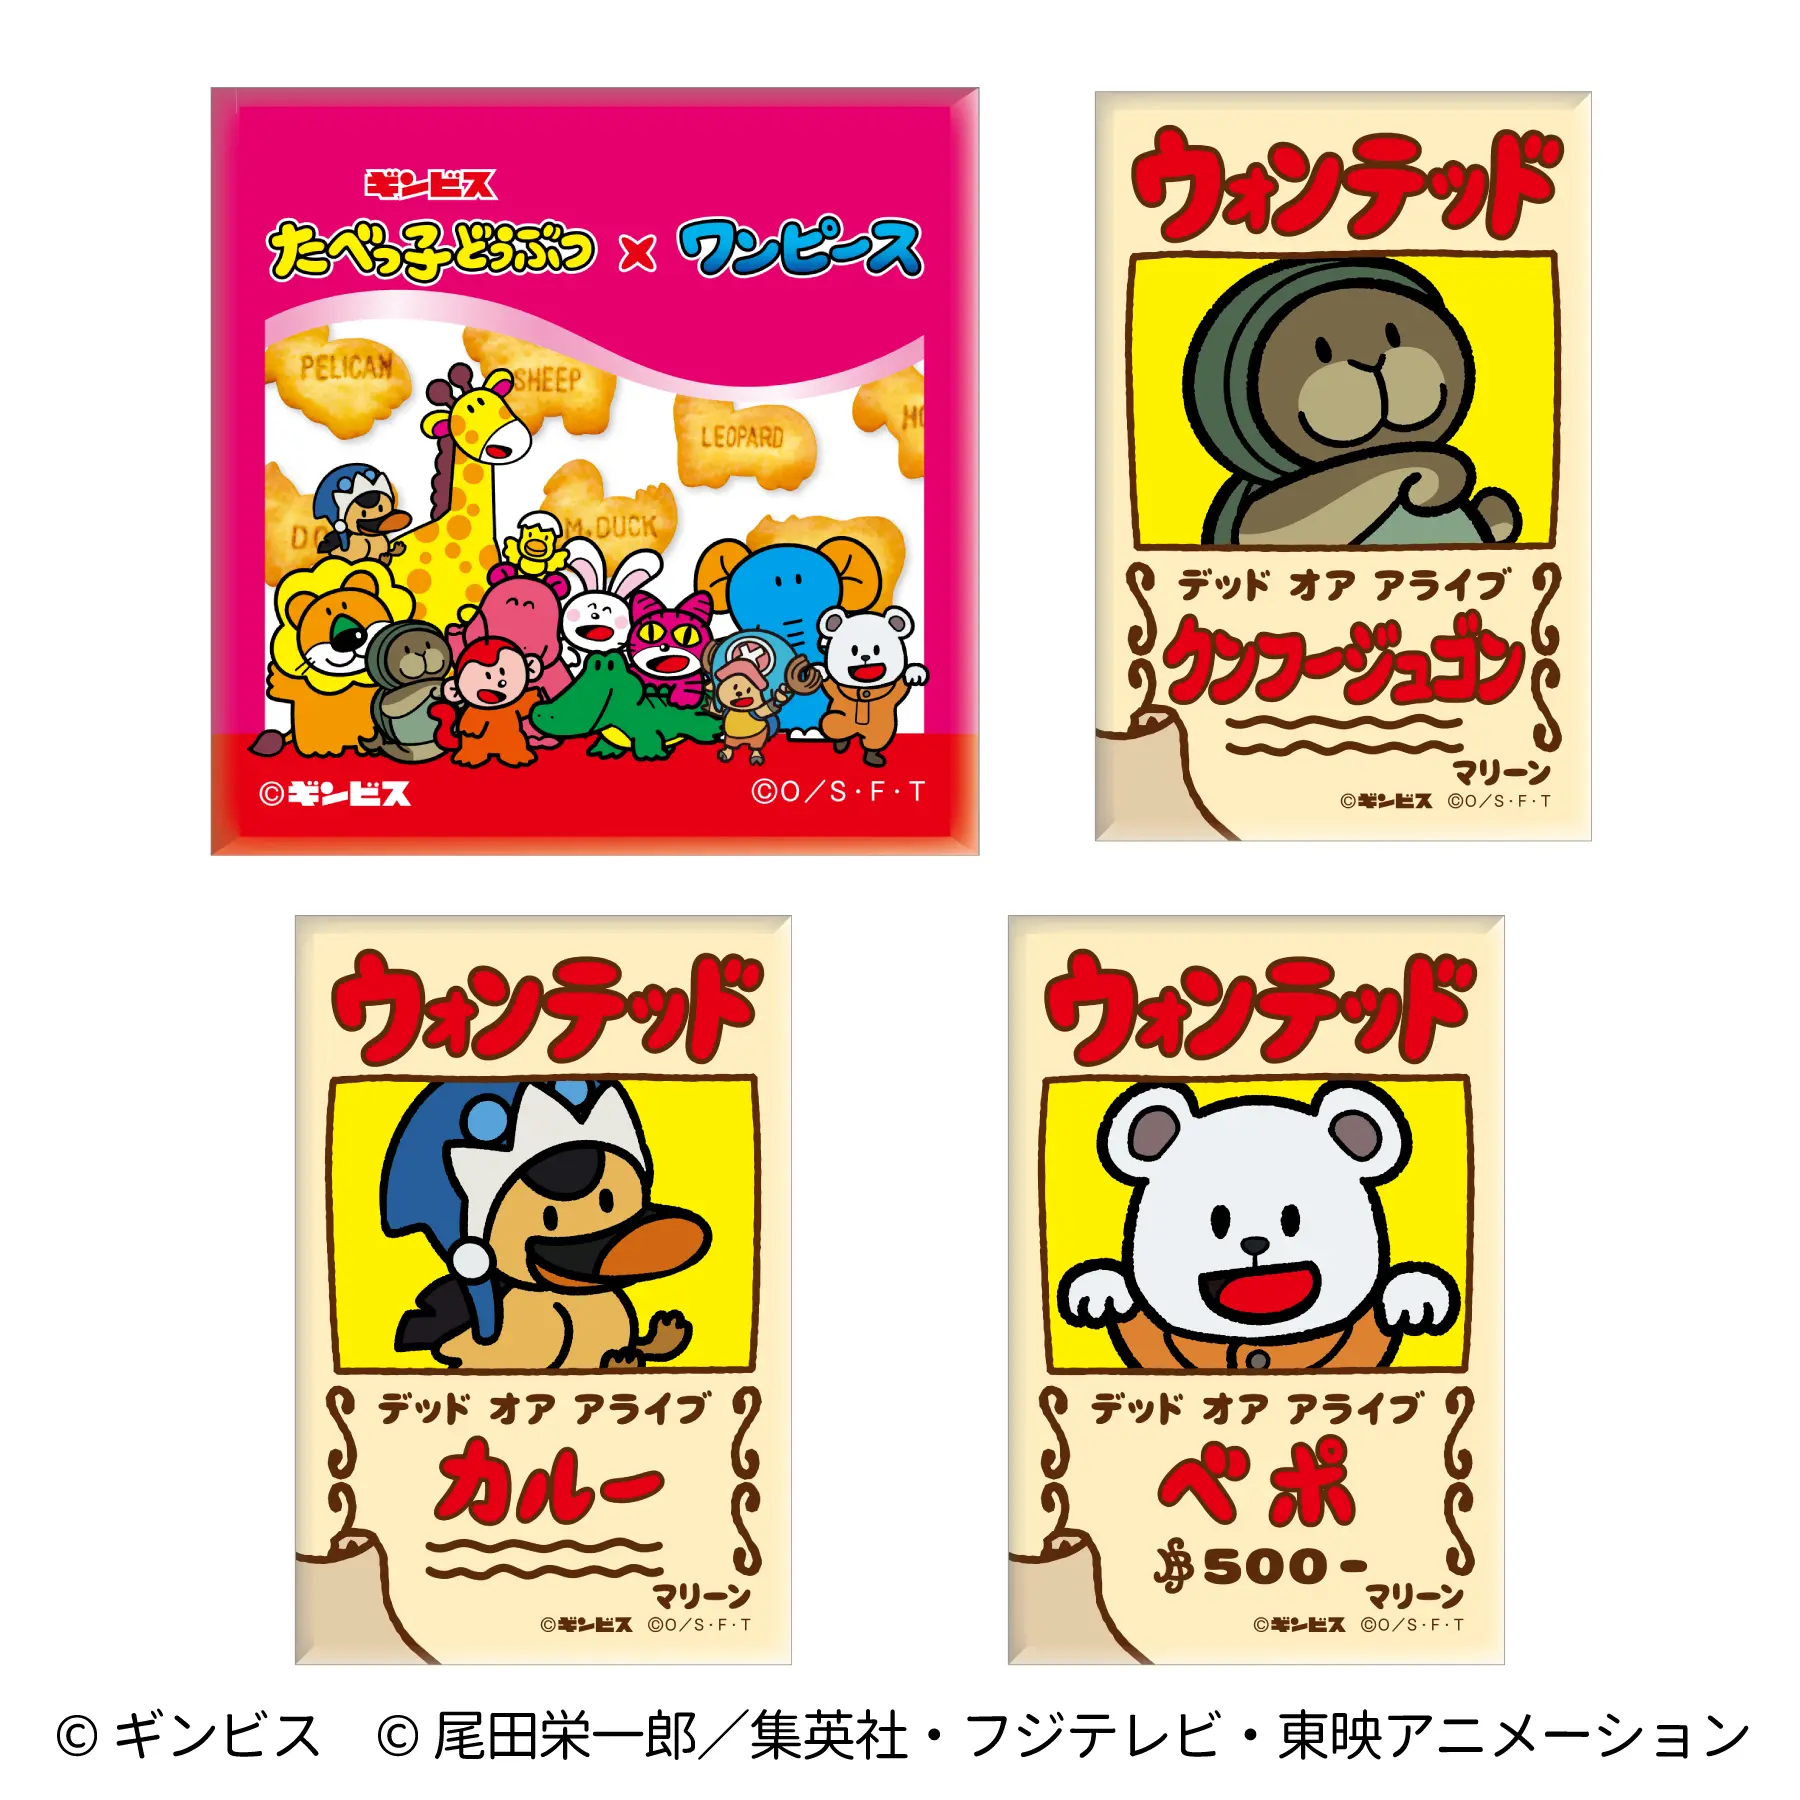 ギンビス
たべっ子どうぶつ × ワンピース
PELICAN
SHEEP
LEOPARD
HO
DO
M. DUCK
©ギンビス ©O/S・F・T
ウォンテッド
デッド オア アライブ
クンフージュゴン
マリーン
©ギンビス ©O/S・F・T
ウォンテッド
デッド オア アライブ
カルー
マリーン
©ギンビス ©O/S・F・T
ウォンテッド
デッド オア アライブ
ベポ
฿500-
マリーン
©ギンビス ©O/S・F・T
© ギンビス © 尾田栄一郎／集英社・フジテレビ・東映アニメーション